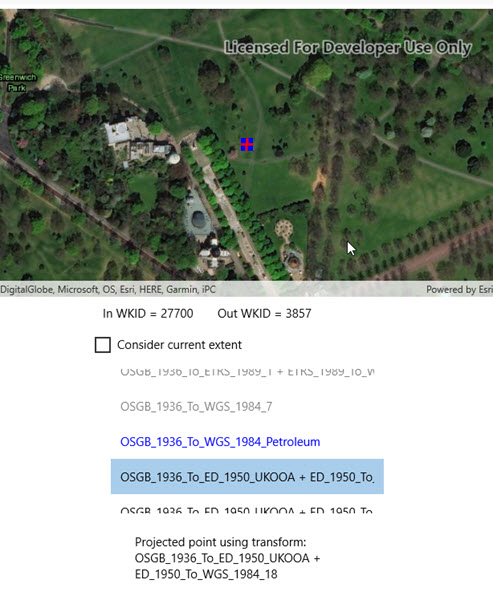 Licensed For Developer Use Only
Greenwich
Park
DigitalGlobe, Microsoft, OS, Esri, HERE, Garmin, iPC
Powered by Esri
In WKID = 27700 Out WKID = 3857
Consider current extent
OSGB_1936_To_ETRS_1989_1 + ETRS_1989_To_W
OSGB_1936_To_WGS_1984_7
OSGB_1936_To_WGS_1984_Petroleum
OSGB_1936_To_ED_1950_UKOOA + ED_1950_To_
OSGB_1936_To_ED_1950_UKOOA + ED_1950_To
Projected point using transform:
OSGB_1936_To_ED_1950_UKOOA +
ED_1950_To_WGS_1984_18